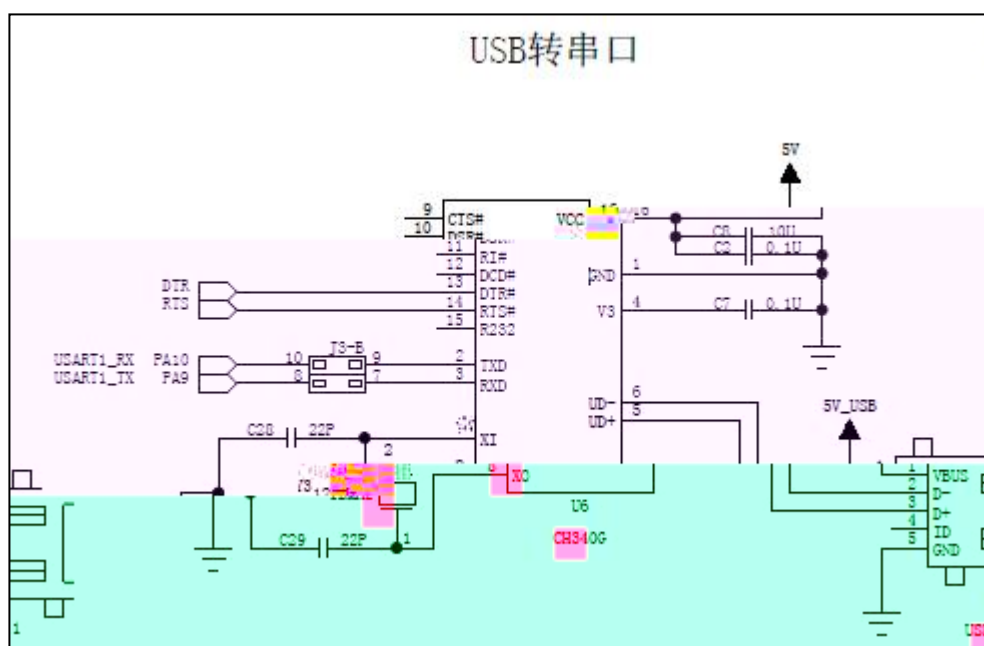 USB转串口
5V
9 CTS# VCC
10 DSR#
C8 10U
11 RI# C2 0.1U
12 DCD# GND 1
DTR 13 DTR#
RTS 14 RTS# V3 4 C7 0.1U
15 R232
J3-B
USART1_RX PA10 10 9 2 TXD
USART1_TX PA9 8 7 3 RXD
UD- 6
UD+ 5 5V_USB
C28 22P XI
2
XO 1 VBUS
2 D-
U6 3 D+
4 ID
C29 22P 1 CH340G 5 GND
1